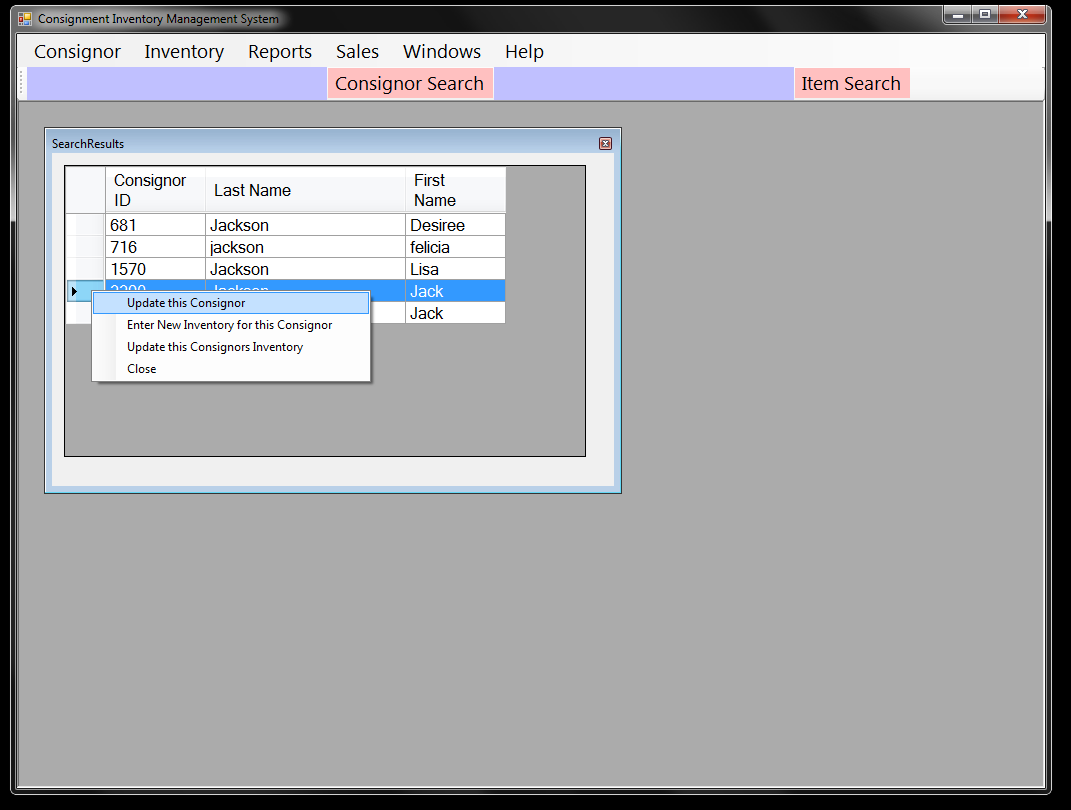 Consignment Inventory Management System
Consignor Inventory Reports Sales Windows Help
Consignor Search Item Search
SearchResults
Consignor ID Last Name First Name
681 Jackson Desiree
716 jackson felicia
1570 Jackson Lisa
Jackson Jack
Jack
Update this Consignor
Enter New Inventory for this Consignor
Update this Consignors Inventory
Close